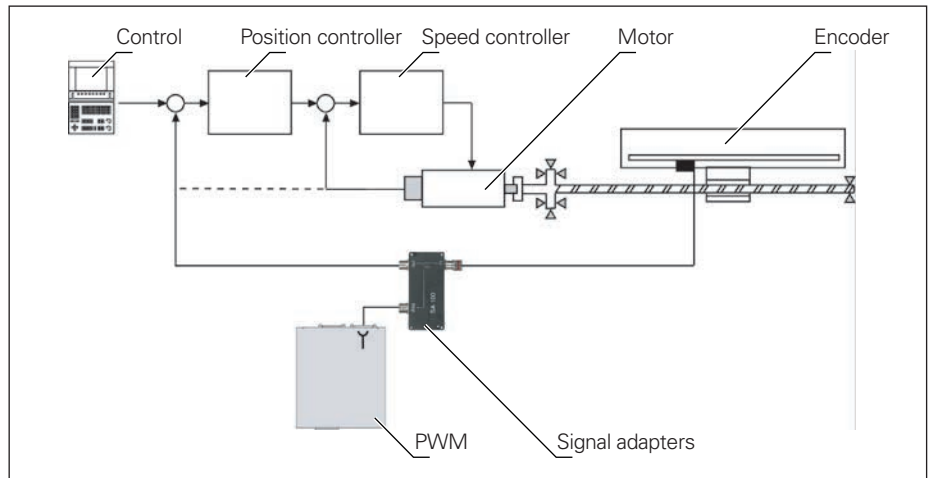 Control
Position controller
Speed controller
Motor
Encoder
PWM
Signal adapters